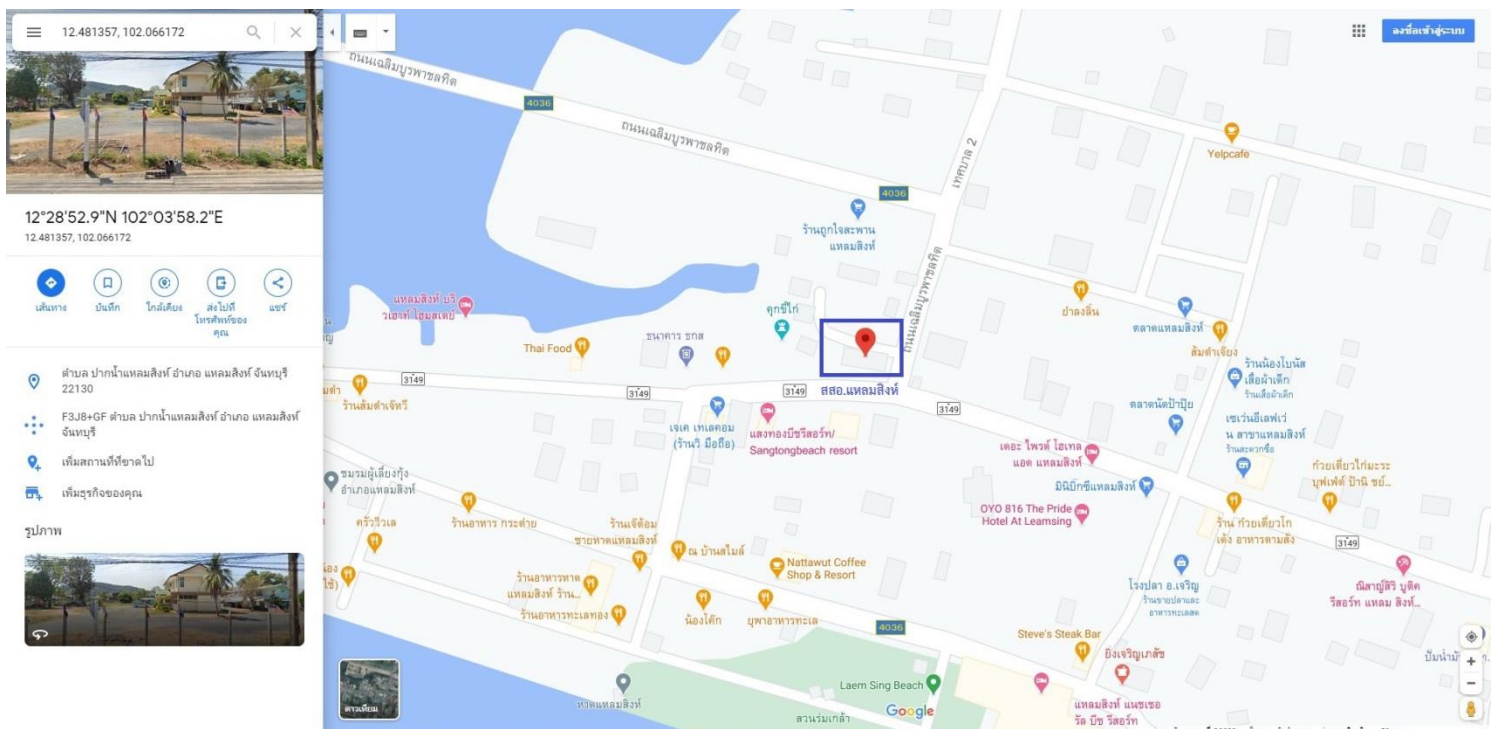 12.481357, 102.066172
12°28'52.9"N 102°03'58.2"E
12.481357, 102.066172
เส้นทาง
บันทึก
ใกล้เคียง
ส่งไปที่
โทรศัพท์ของ
คุณ
แชร์
ตำบล ปากน้ำแหลมสิงห์ อำเภอ แหลมสิงห์ จันทบุรี
22130
F3J8+GF ตำบล ปากน้ำแหลมสิงห์ อำเภอ แหลมสิงห์
จันทบุรี
เพิ่มสถานที่ที่ขาดไป
เพิ่มธุรกิจของคุณ
รูปภาพ
ลงชื่อเข้าสู่ระบบ
ถนนเฉลิมบูรพาชลทิต
4036
ถนนเฉลิมบูรพาชลทิต
เทศบาล 2
Yelpcafe
4036
ร้านถูกใจสะพาน
แหลมสิงห์
ถนนเฉลิมบูรพาชลทิต
แหลมสิงห์ บริ
วเฮาท์ โฮมสเตย์
คุกขี้ไก่
ย่าลงลิ้น
ตลาดแหลมสิงห์
ส้มตำเจียง
Thai Food
ธนาคาร ธกส
ร้านน้องโบนัส
เสื้อผ้าเด็ก
ร้านเสื้อผ้าเด็ก
3149
3149
3149
สสอ.แหลมสิงห์
3149
ร้านส้มตำเจ๊ทวี
เจเค เทเลคอม
(ร้านวิ มือถือ)
แสงทองบีชรีสอร์ท/
Sangtongbeach resort
ตลาดนัดป้าปุ๊ย
เซเว่นอีเลฟเว่
น สาขาแหลมสิงห์
ร้านสะดวกซื้อ
เดอะ ไพรด์ โฮเทล
แอต แหลมสิงห์
มินิบิ๊กซีแหลมสิงห์
ก๋วยเตี๋ยวไก่มะระ
บุฟเฟ่ต์ ป้านิ ชย์...
ชมรมผู้เลี้ยงกุ้ง
อำเภอแหลมสิงห์
OYO 816 The Pride
Hotel At Leamsing
ครัววิวเล
ร้านอาหาร กระต่าย
ร้านเจ๊ต้อม
ชายหาดแหลมสิงห์
ร้าน ก๋วยเตี๋ยวโก
เด้ง อาหารตามสั่ง
3149
ณ บ้านสไมล์
Nattawut Coffee
Shop & Resort
โรงปลา อ.เจริญ
ร้านขายปลาและ
อาหารทะเลสด
ณิสาญ์สิริ บูติค
รีสอร์ท แหลม สิงห์...
ร้านอาหารหาด
แหลมสิงห์ ร้าน...
ร้านอาหารทะเลทอง
น้องโต๊ก
ยุพาอาหารทะเล
4036
Steve's Steak Bar
ยิ่งเจริญเภสัช
Laem Sing Beach
หาดแหลมสิงห์
สวนร่มเกล้า
Google
แหลมสิงห์ แนชเชอ
รัล บีช รีสอร์ท
ดาวเทียม